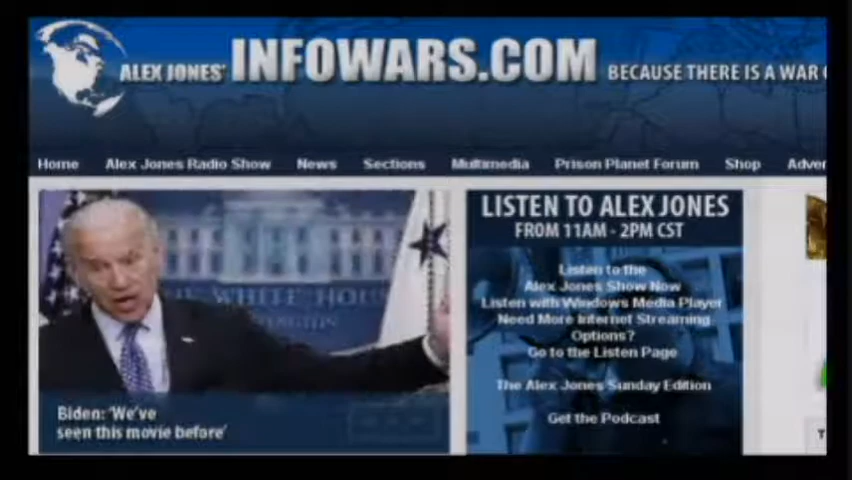 ALEX JONES' INFOWARS.COM BECAUSE THERE IS A WAR
Home Alex Jones Radio Show News Sections Multimedia Prison Planet Forum Shop
LISTEN TO ALEX JONES
FROM 11AM - 2PM CST
THE WHITE HOUSE
Listen to the
Alex Jones Show Now
Listen with Windows Media Player
Need More Internet Streaming
Options?
Go to the Listen Page
The Alex Jones Sunday Edition
Get the Podcast
Biden: 'We've
seen this movie before'